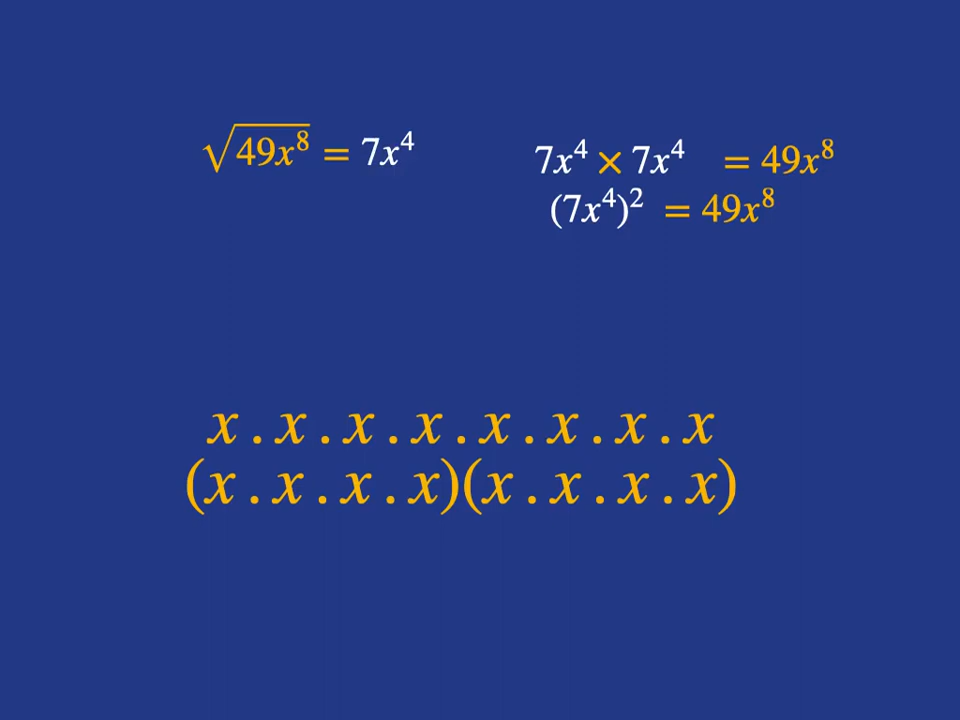 √49x⁸ = 7x⁴
7x⁴ × 7x⁴ = 49x⁸
(7x⁴)² = 49x⁸
x . x . x . x . x . x . x . x
(x . x . x . x)(x . x . x . x)